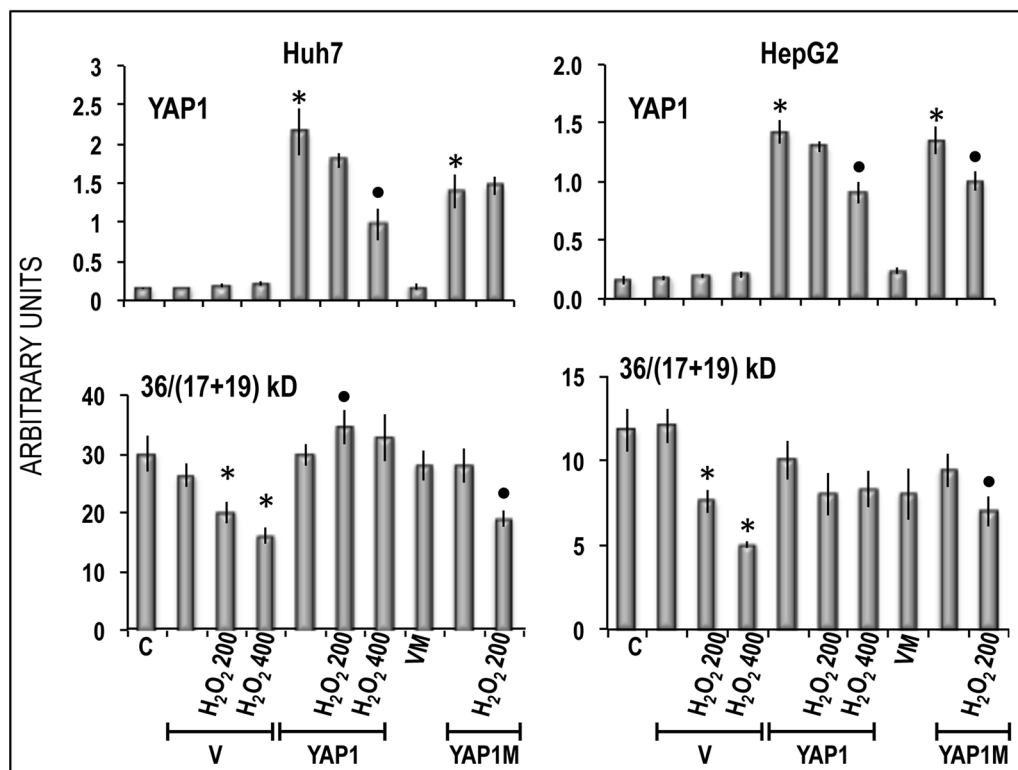 Huh7
HepG2
ARBITRARY UNITS
YAP1
3
2.5
2
1.5
1
0.5
0
*
*
●
YAP1
2.0
1.5
1.0
0.5
0.0
*
●
*
●
36/(17+19) kD
40
30
20
10
0
*
*
●
●
36/(17+19) kD
15
10
5
0
*
*
●
C
H₂O₂ 200
H₂O₂ 400
H₂O₂ 200
H₂O₂ 400
VM
H₂O₂ 200
V
YAP1
YAP1M
C
H₂O₂ 200
H₂O₂ 400
H₂O₂ 200
H₂O₂ 400
VM
H₂O₂ 200
V
YAP1
YAP1M